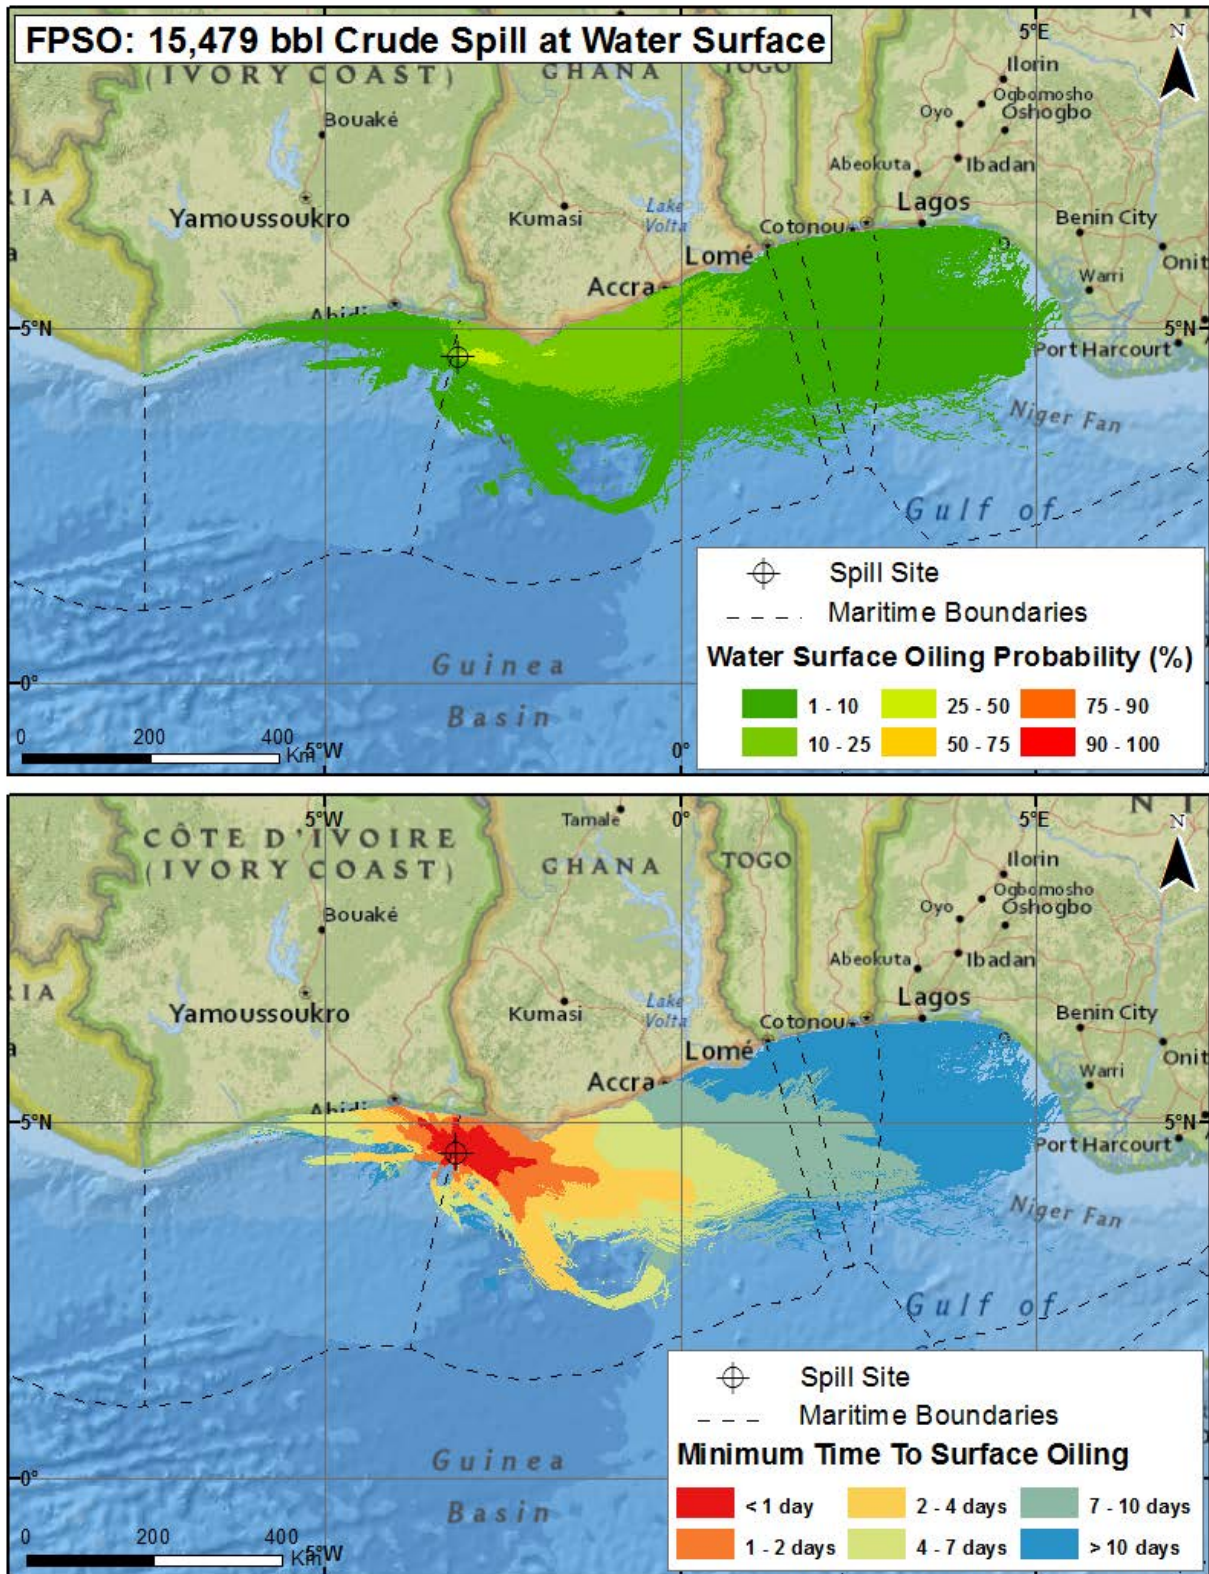 FPSO: 15,479 bbl Crude Spill at Water Surface
5°E
N
(IVORY COAST)
GHANA
TOGO
Ilorin
Ogbomosho
Oyo
Oshogbo
Bouaké
Abeokuta
Ibadan
RIA
Yamoussoukro
Kumasi
Lake
Volta
Cotonou
Lagos
Benin City
Lomé
Onit
Accra
Warri
Abidj
5°N
5°N
Port Harcourt
Niger Fan
Gulf of
Guinea
Basin
0°
0
200
400
Km
5°W
0°
Spill Site
Maritime Boundaries
Water Surface Oiling Probability (%)
1 - 10
25 - 50
75 - 90
10 - 25
50 - 75
90 - 100
5°W
Tamale
0°
5°E
N I
N
CÔTE D'IVOIRE
(IVORY COAST)
GHANA
TOGO
Ilorin
Ogbomosho
Oyo
Oshogbo
Bouaké
Abeokuta
Ibadan
IA
Yamoussoukro
Kumasi
Lake
Volta
Cotonou
Lagos
Benin City
Lomé
Onit
Accra
Warri
Abidj
5°N
5°N
Port Harcourt
Niger Fan
Gulf of
Guinea
Basin
0°
0
200
400
Km
5°W
Spill Site
Maritime Boundaries
Minimum Time To Surface Oiling
< 1 day
2 - 4 days
7 - 10 days
1 - 2 days
4 - 7 days
> 10 days